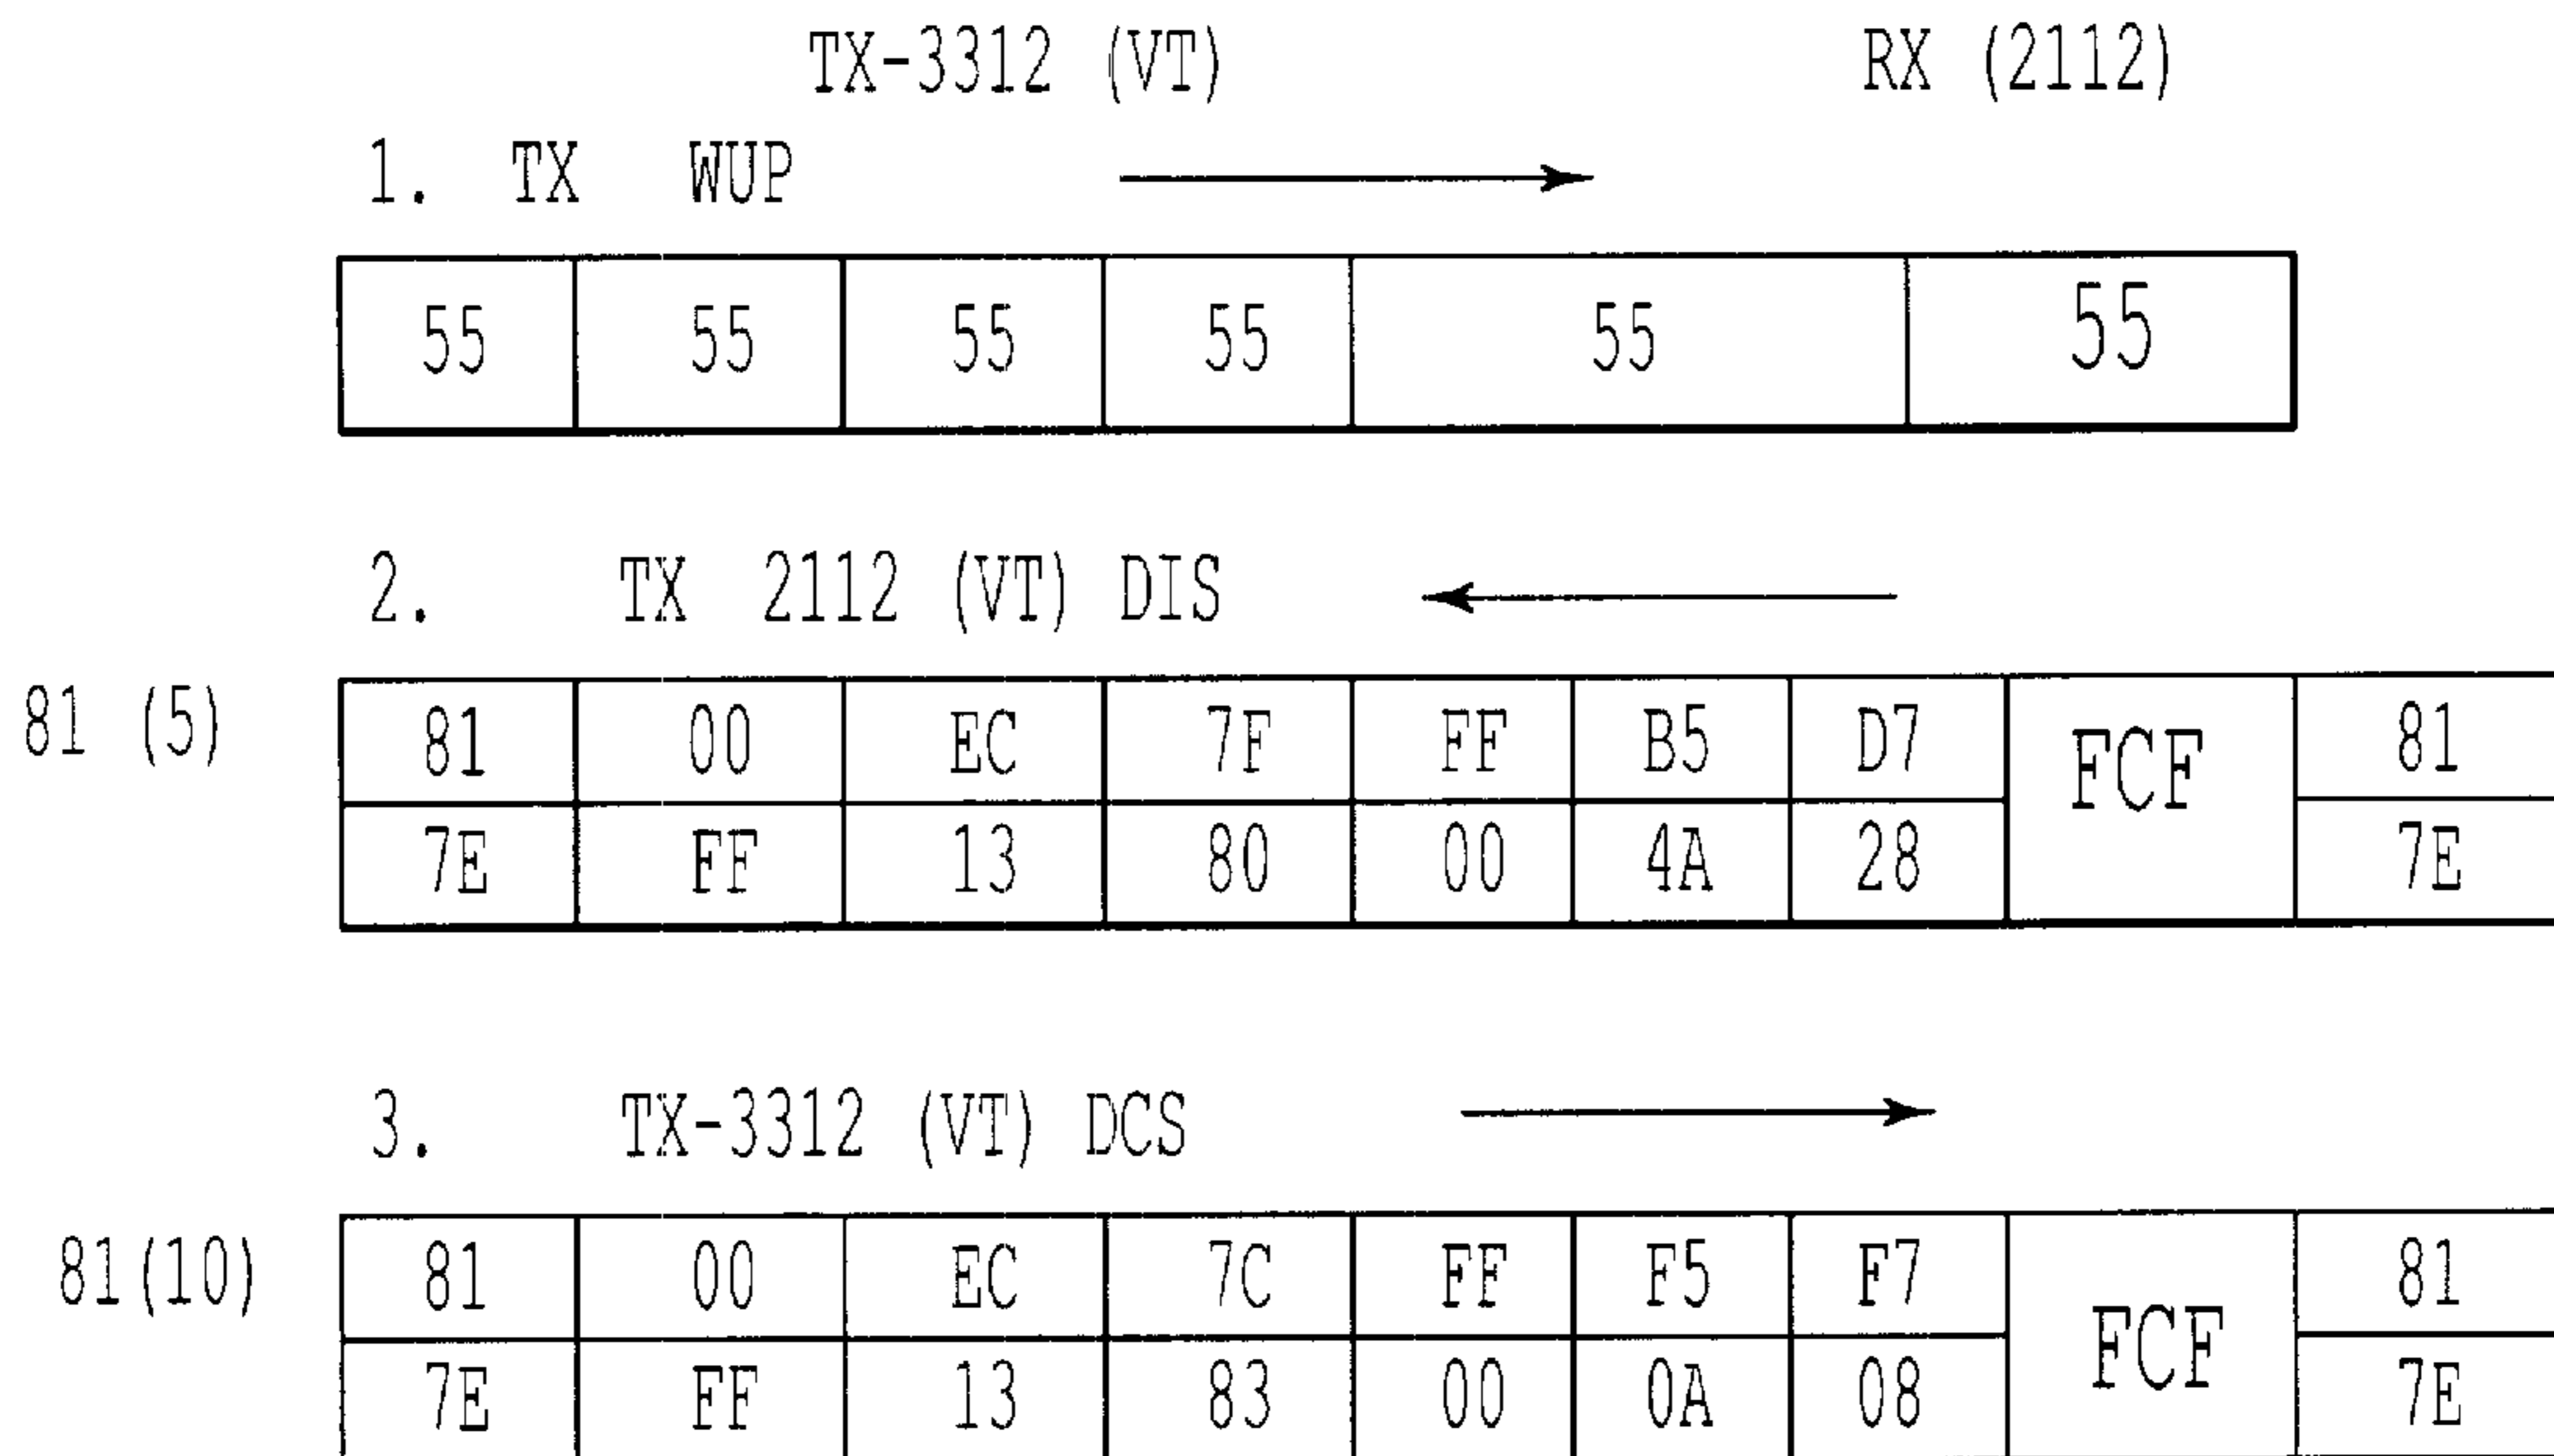 TX-3312 (VT) RX (2112)
1. TX WUP
55 55 55 55 55 55
2. TX 2112 (VT) DIS
81 (5) 81 00 EC 7F FF B5 D7 FCF 81
7E FF 13 80 00 4A 28 7E
3. TX-3312 (VT) DCS
81(10) 81 00 EC 7C FF F5 F7 FCF 81
7E FF 13 83 00 0A 08 7E